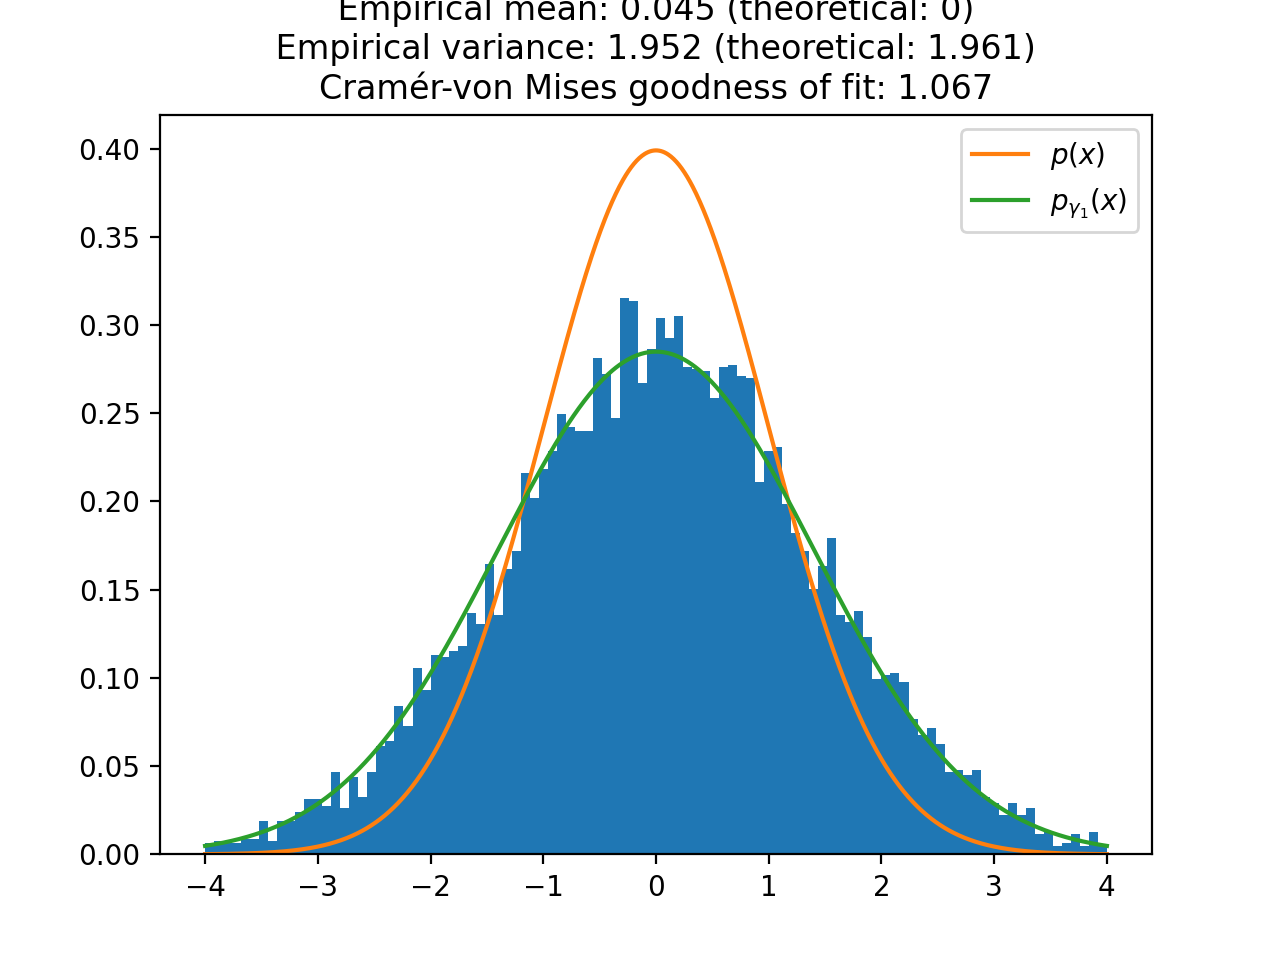 Empirical mean: 0.045 (theoretical: 0)
Empirical variance: 1.952 (theoretical: 1.961)
Cramér-von Mises goodness of fit: 1.067
0.40
0.35
0.30
0.25
0.20
0.15
0.10
0.05
0.00
p(x)
pγ₁(x)
−4 −3 −2 −1 0 1 2 3 4